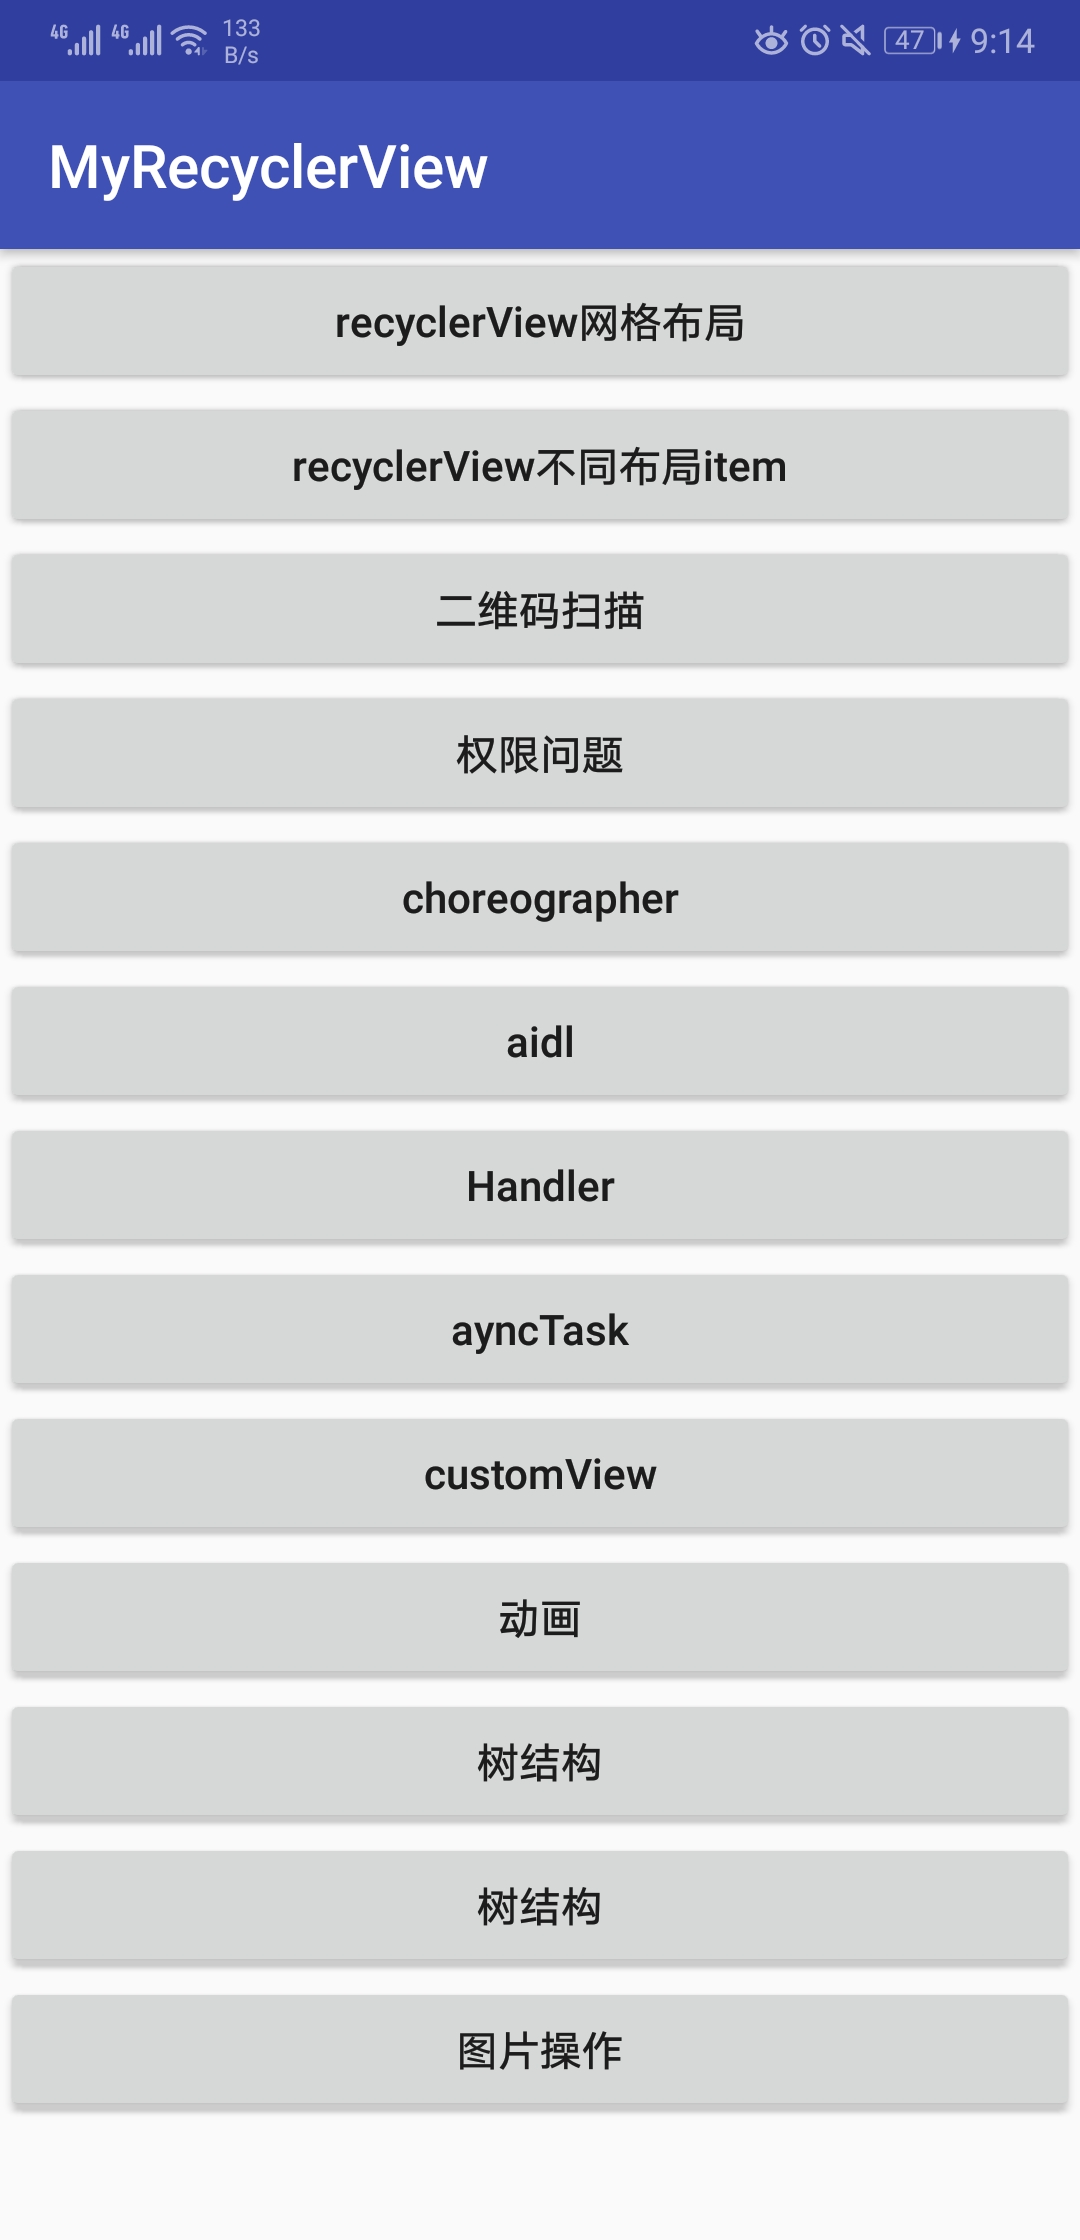 4G 4G 133 B/s 47 9:14
MyRecyclerView
recyclerView网格布局
recyclerView不同布局item
二维码扫描
权限问题
choreographer
aidl
Handler
ayncTask
customView
动画
树结构
树结构
图片操作